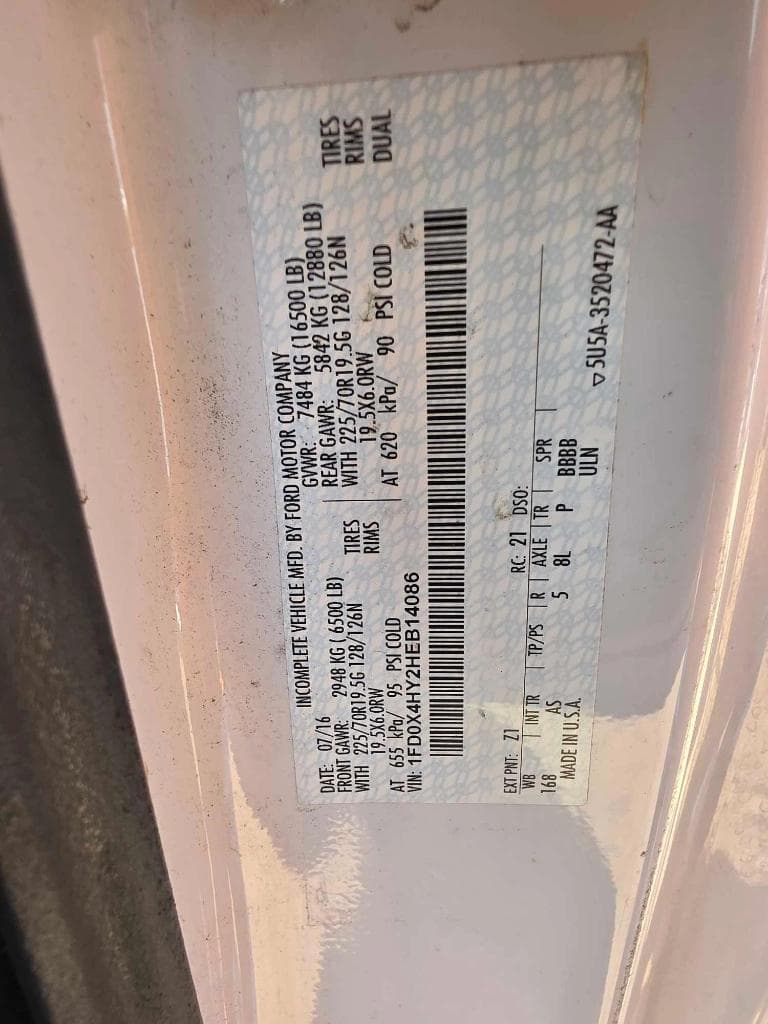 INCOMPLETE VEHICLE MFD. BY FORD MOTOR COMPANY
DATE: 07/16 GVWR: 7484 KG (16500 LB)
FRONT GAWR: 2948 KG ( 6500 LB) REAR GAWR: 5842 KG (12880 LB)
WITH 225/70R19.5G 128/126N TIRES WITH 225/70R19.5G 128/126N TIRES
19.5X6.0RW RIMS 19.5X6.0RW RIMS
AT 655 kPa/ 95 PSI COLD AT 620 kPa/ 90 PSI COLD DUAL
VIN: 1FD0X4HY2HEB14086
EXT PNT: Z1 RC: 21 DSO:
WB INT TR TP/PS R AXLE TR SPR
168 AS 5 8L P BBBB
MADE IN U.S.A. ULN
▽ 5U5A-3520472-AA